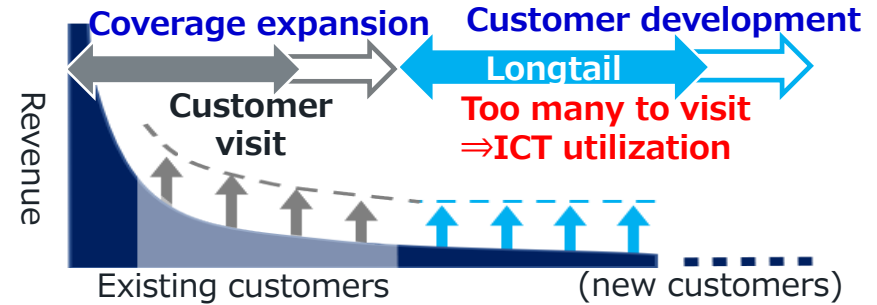 Coverage expansion
Customer development
Longtail
Customer
visit
Too many to visit
⇒ICT utilization
Revenue
Existing customers
(new customers)